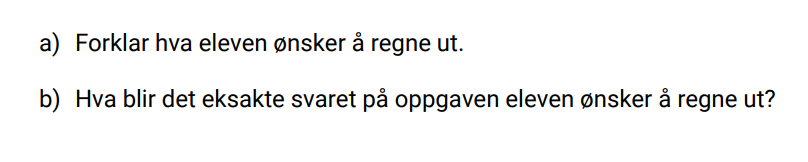 a) Forklar hva eleven ønsker å regne ut.
b) Hva blir det eksakte svaret på oppgaven eleven ønsker å regne ut?